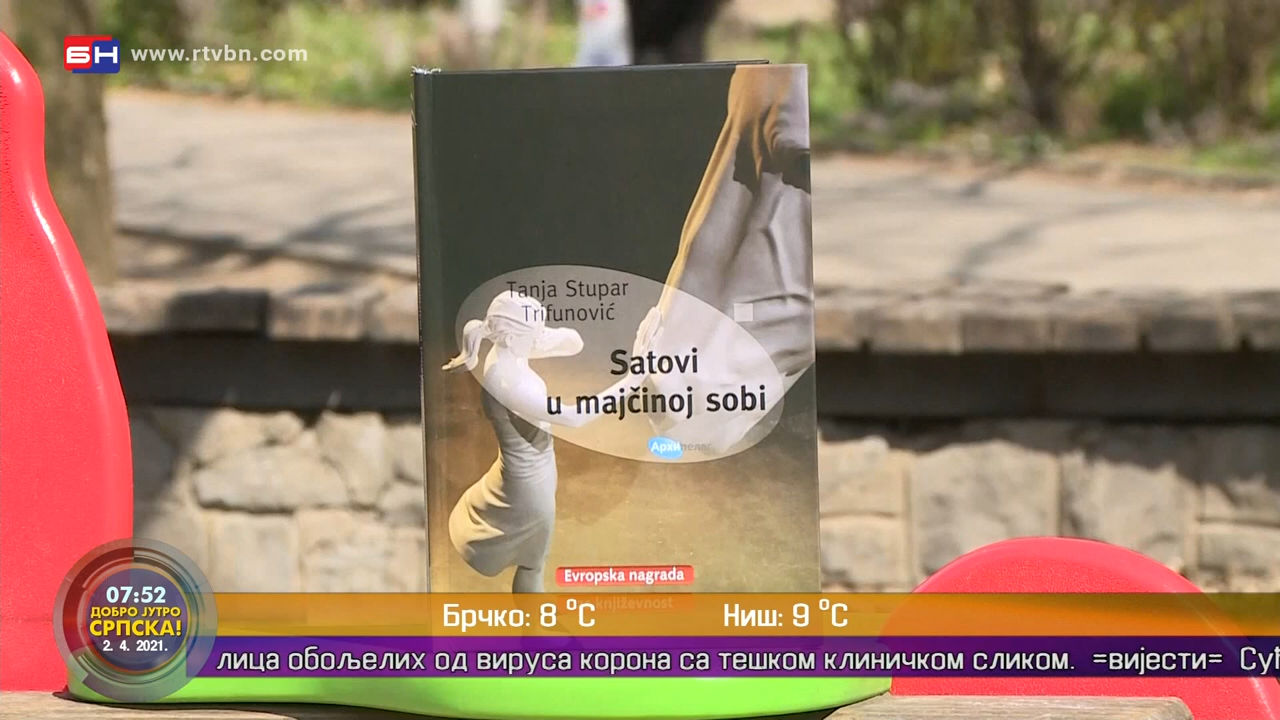 БН www.rtvbn.com
Tanja Stupar
Trifunović
Satovi
u majčinoj sobi
Архипелаг
Evropska nagrada
književnost
07:52
ДОБРО ЈУТРО
СРПСКА!
2. 4. 2021.
Брчко: 8 °C Ниш: 9 °C
лица обољелих од вируса корона са тешком клиничком сликом. =вијести= Сућ